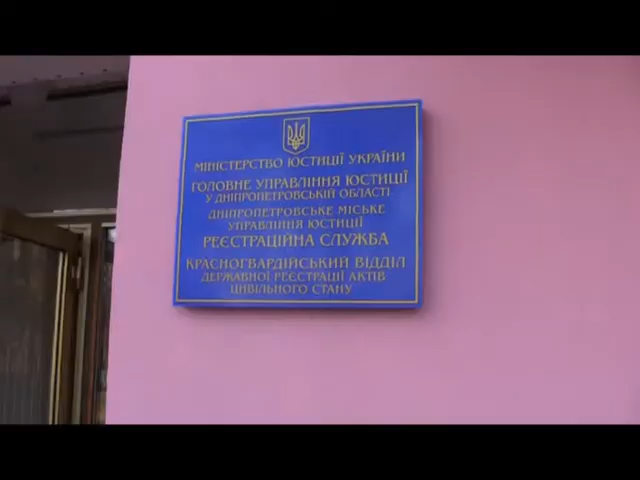 МІНІСТЕРСТВО ЮСТИЦІЇ УКРАЇНИ
ГОЛОВНЕ УПРАВЛІННЯ ЮСТИЦІЇ
У ДНІПРОПЕТРОВСЬКІЙ ОБЛАСТІ
ДНІПРОПЕТРОВСЬКЕ МІСЬКЕ
УПРАВЛІННЯ ЮСТИЦІЇ
РЕЄСТРАЦІЙНА СЛУЖБА
КРАСНОГВАРДІЙСЬКИЙ ВІДДІЛ
ДЕРЖАВНОЇ РЕЄСТРАЦІЇ АКТІВ
ЦИВІЛЬНОГО СТАНУ